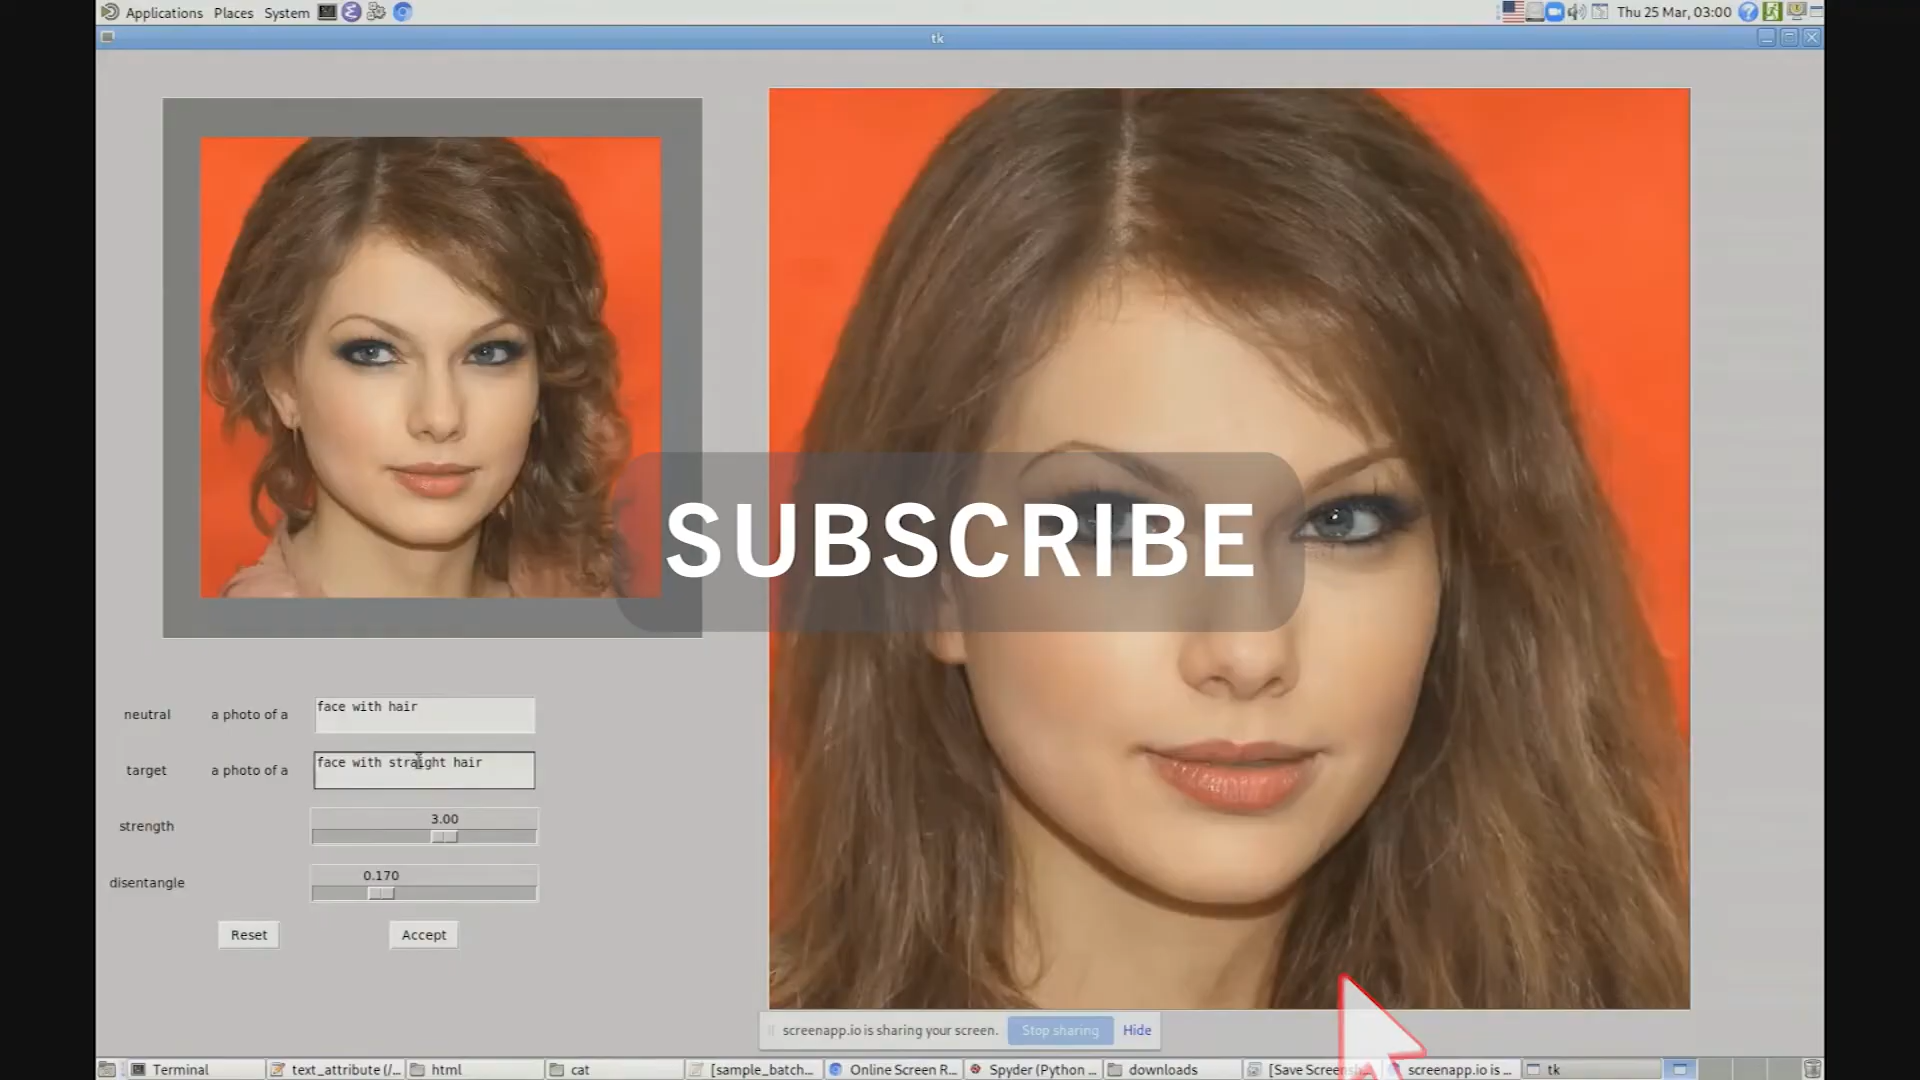 Applications Places System
Thu 25 Mar, 03:00
tk
SUBSCRIBE
neutral a photo of a face with hair
target a photo of a face with straight hair
strength 3.00
disentangle 0.170
Reset Accept
screenapp.io is sharing your screen. Stop sharing Hide
Terminal text_attribute (/... html cat [sample_batch... Online Screen R... Spyder (Python ... downloads [Save Screensh... screenapp.io is ... tk